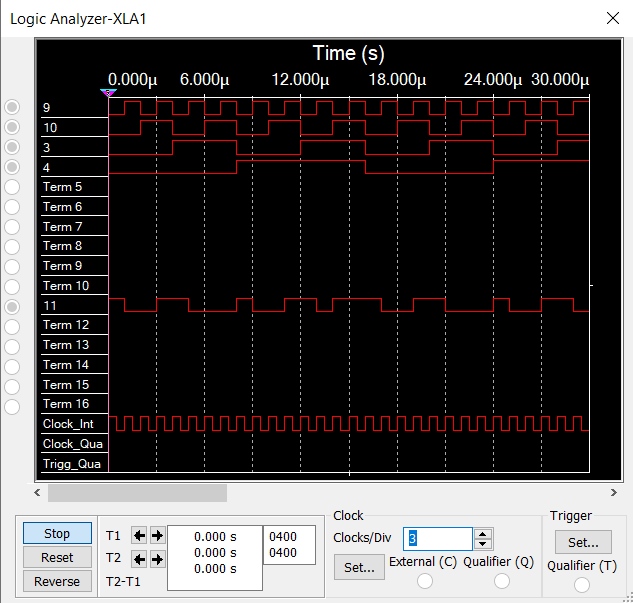 Logic Analyzer-XLA1
Time (s)
0.000μ 6.000μ 12.000μ 18.000μ 24.000μ 30.000μ
9
10
3
4
Term 5
Term 6
Term 7
Term 8
Term 9
Term 10
11
Term 12
Term 13
Term 14
Term 15
Term 16
Clock_Int
Clock_Qua
Trigg_Qua
Stop
Reset
Reverse
T1 0.000 s 0400
T2 0.000 s 0400
T2-T1 0.000 s
Clock
Clocks/Div 3
Set...
External (C) Qualifier (Q)
Trigger
Set...
Qualifier (T)